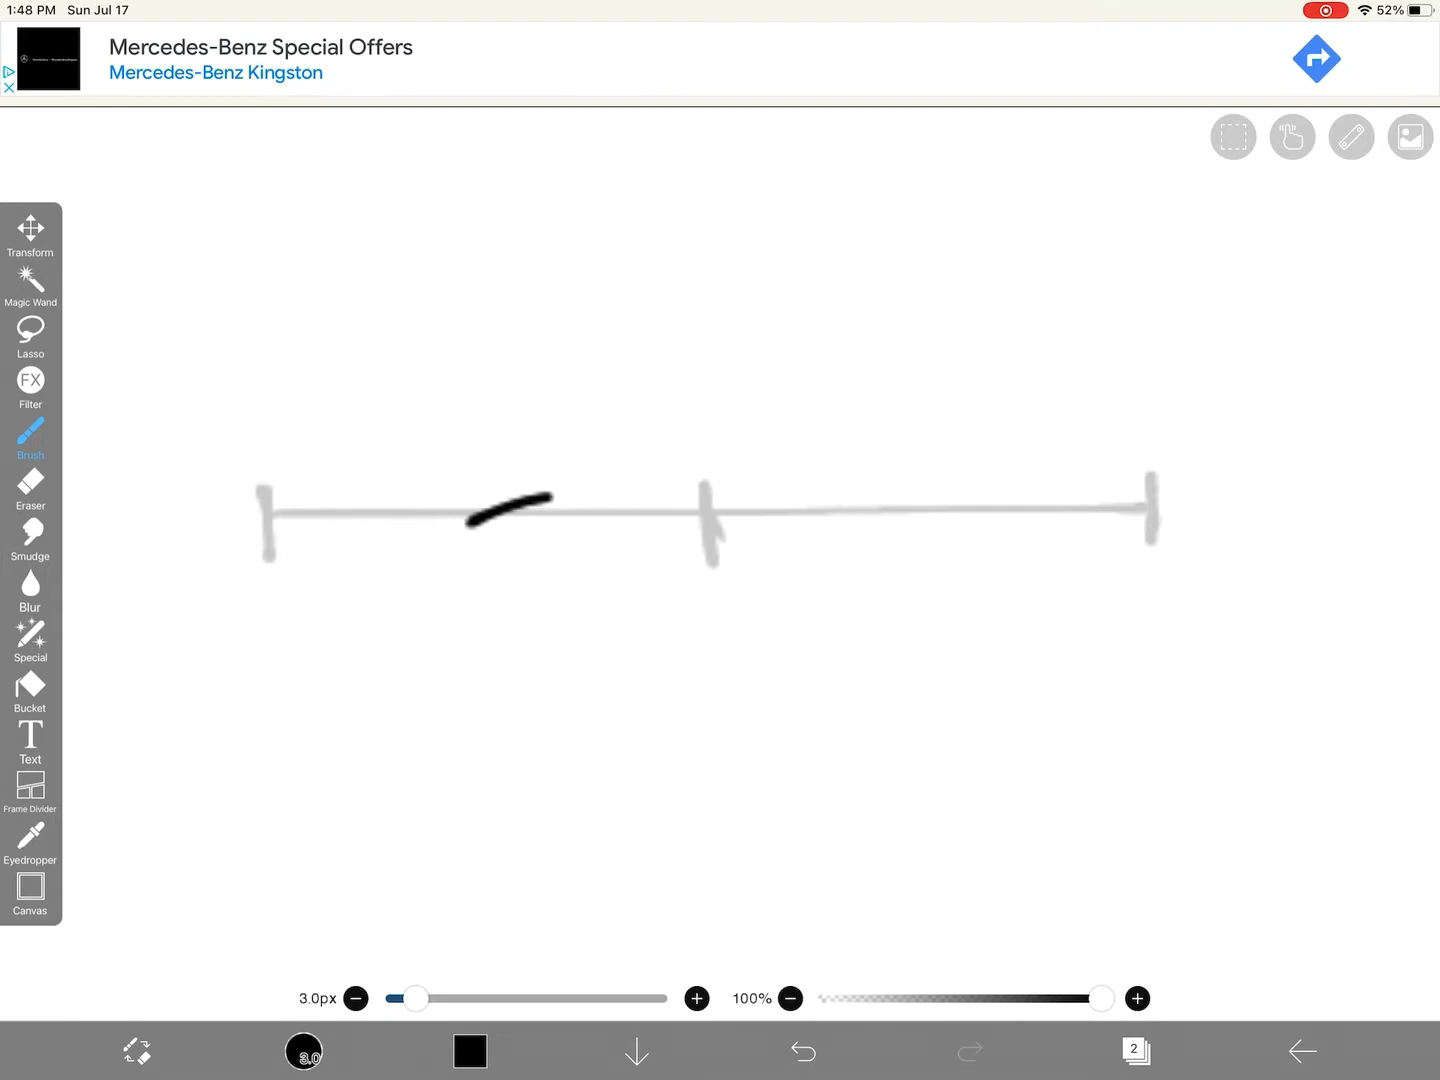 1:48 PM Sun Jul 17
52%
Mercedes-Benz Special Offers
Mercedes-Benz Kingston
Transform
Magic Wand
Lasso
FX
Filter
Brush
Eraser
Smudge
Blur
Special
Bucket
T
Text
Frame Divider
Eyedropper
Canvas
3.0px
100%
3.0
2